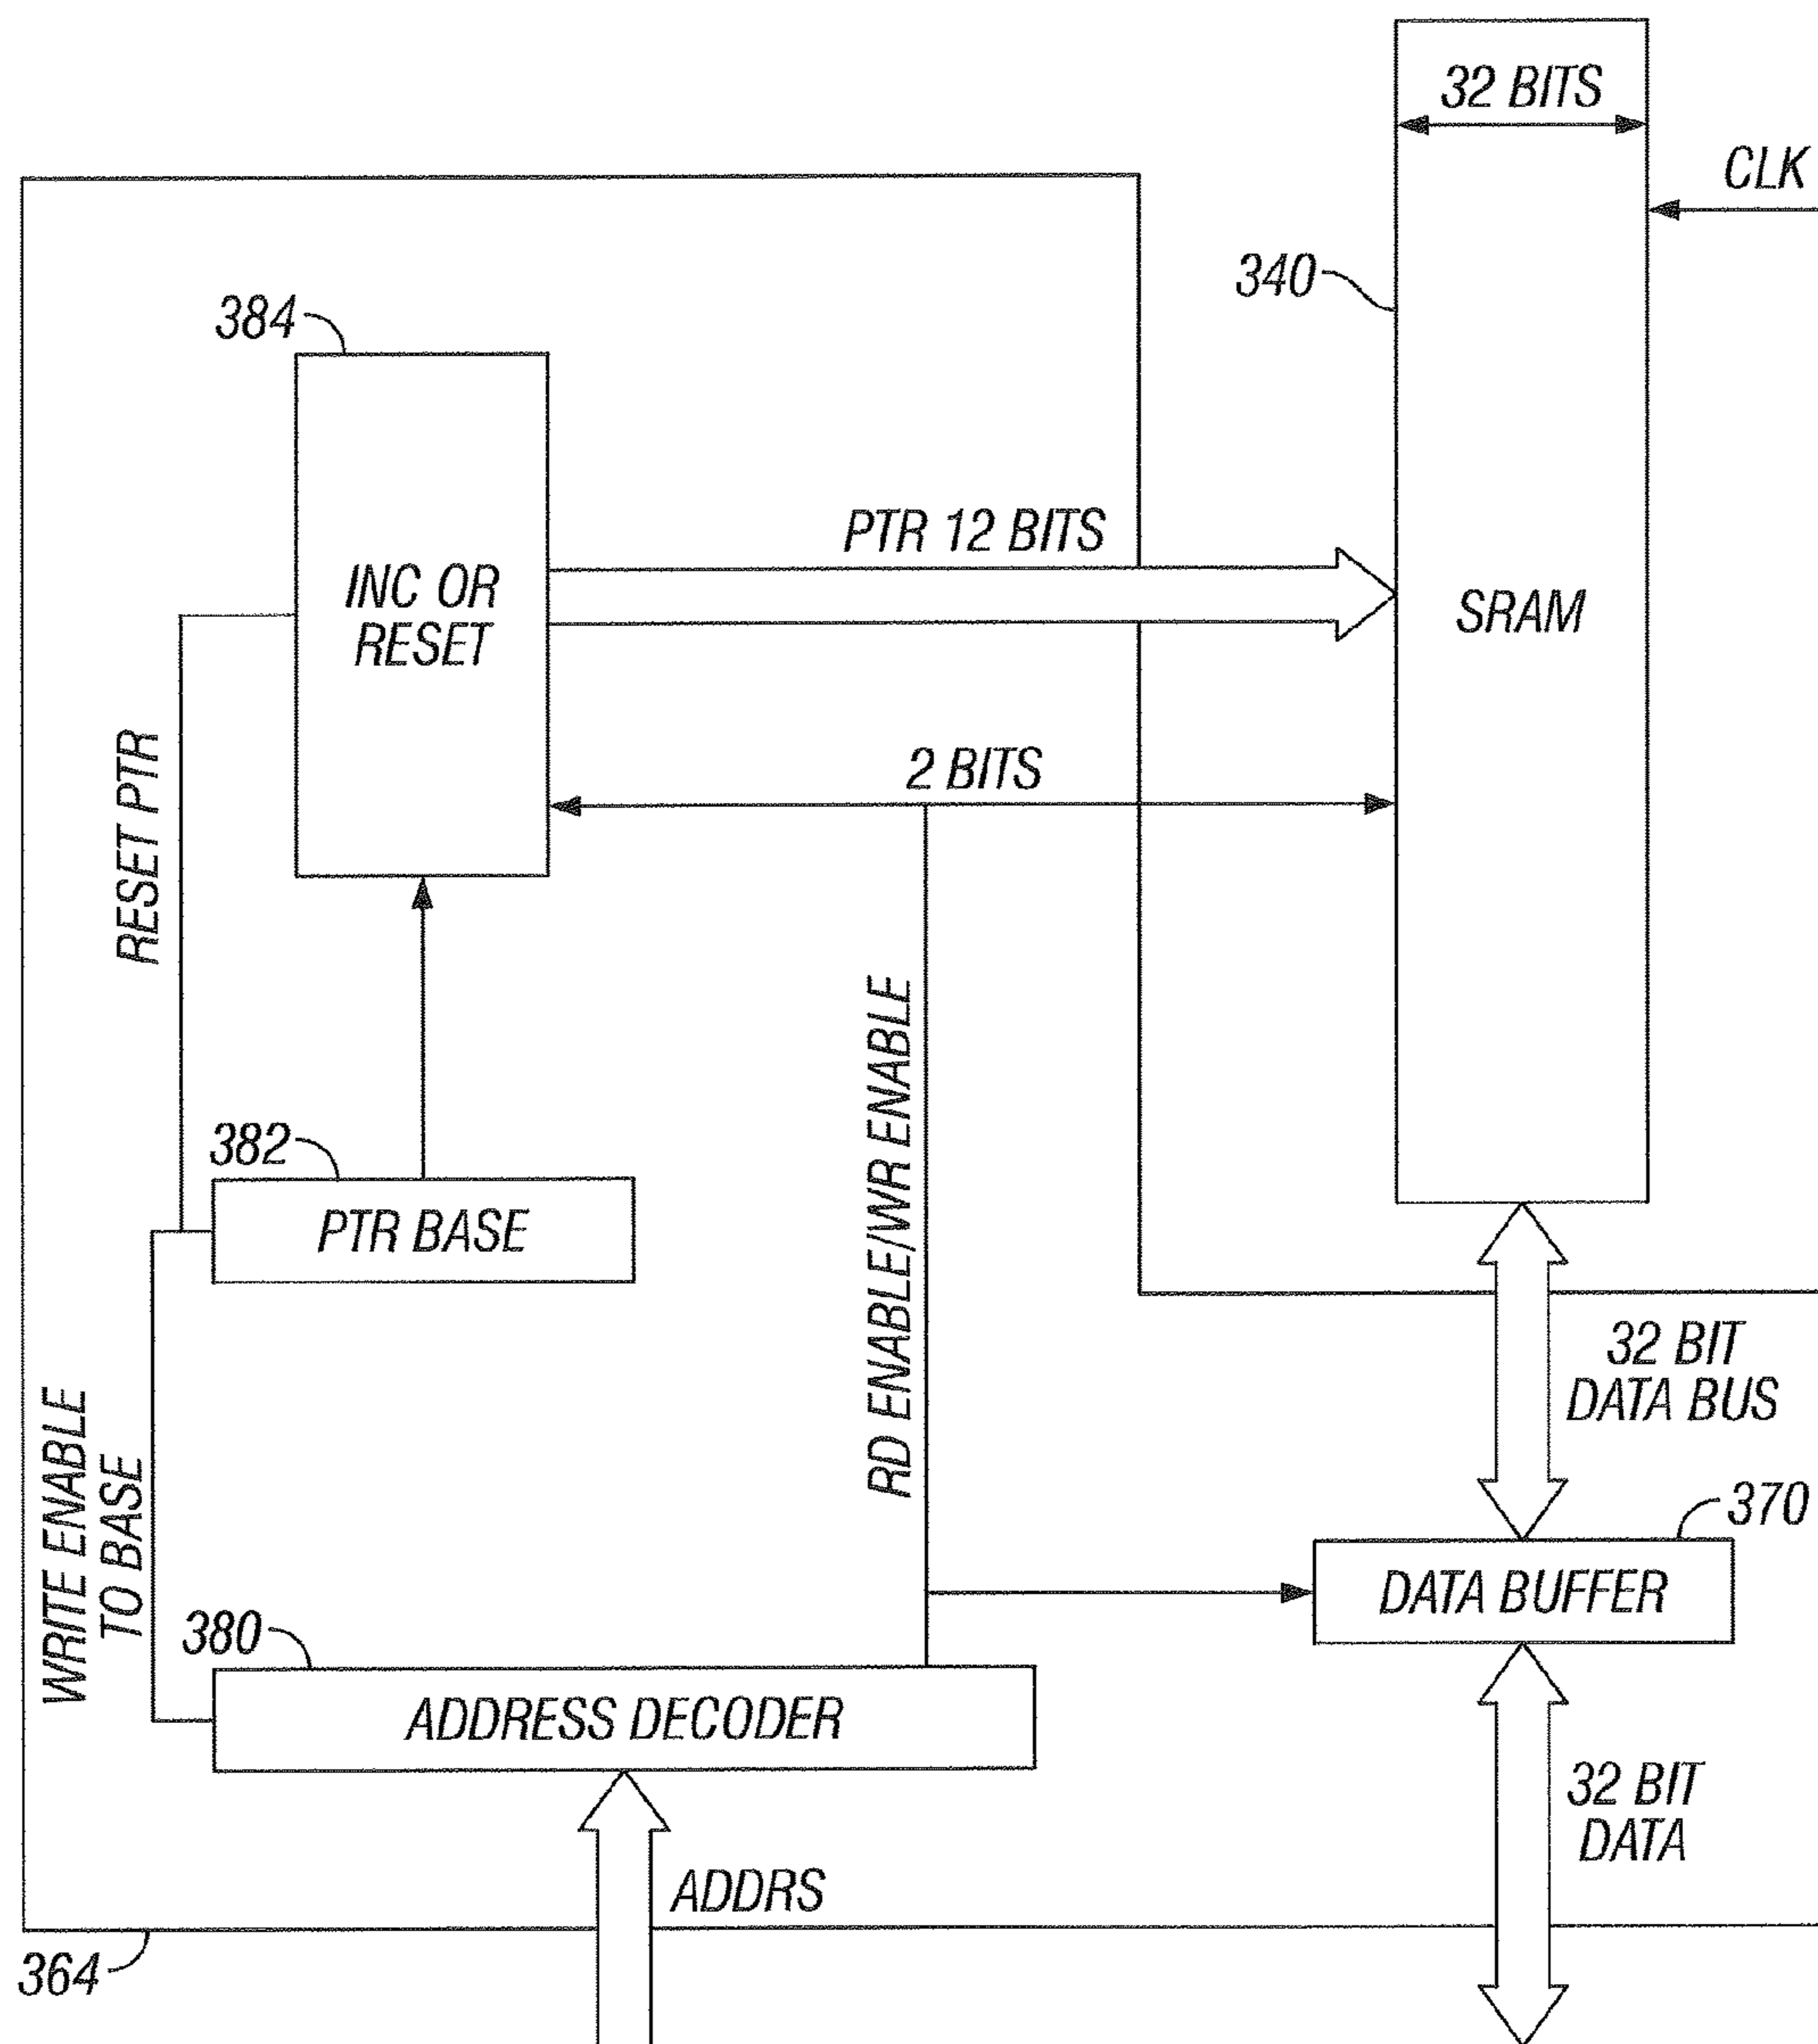 32 BITS
CLK
340
384
PTR 12 BITS
INC OR
RESET
SRAM
RESET PTR
2 BITS
RD ENABLE/WR ENABLE
382
PTR BASE
32 BIT
DATA BUS
WRITE ENABLE
TO BASE
370
DATA BUFFER
380
ADDRESS DECODER
32 BIT
DATA
ADDRS
364